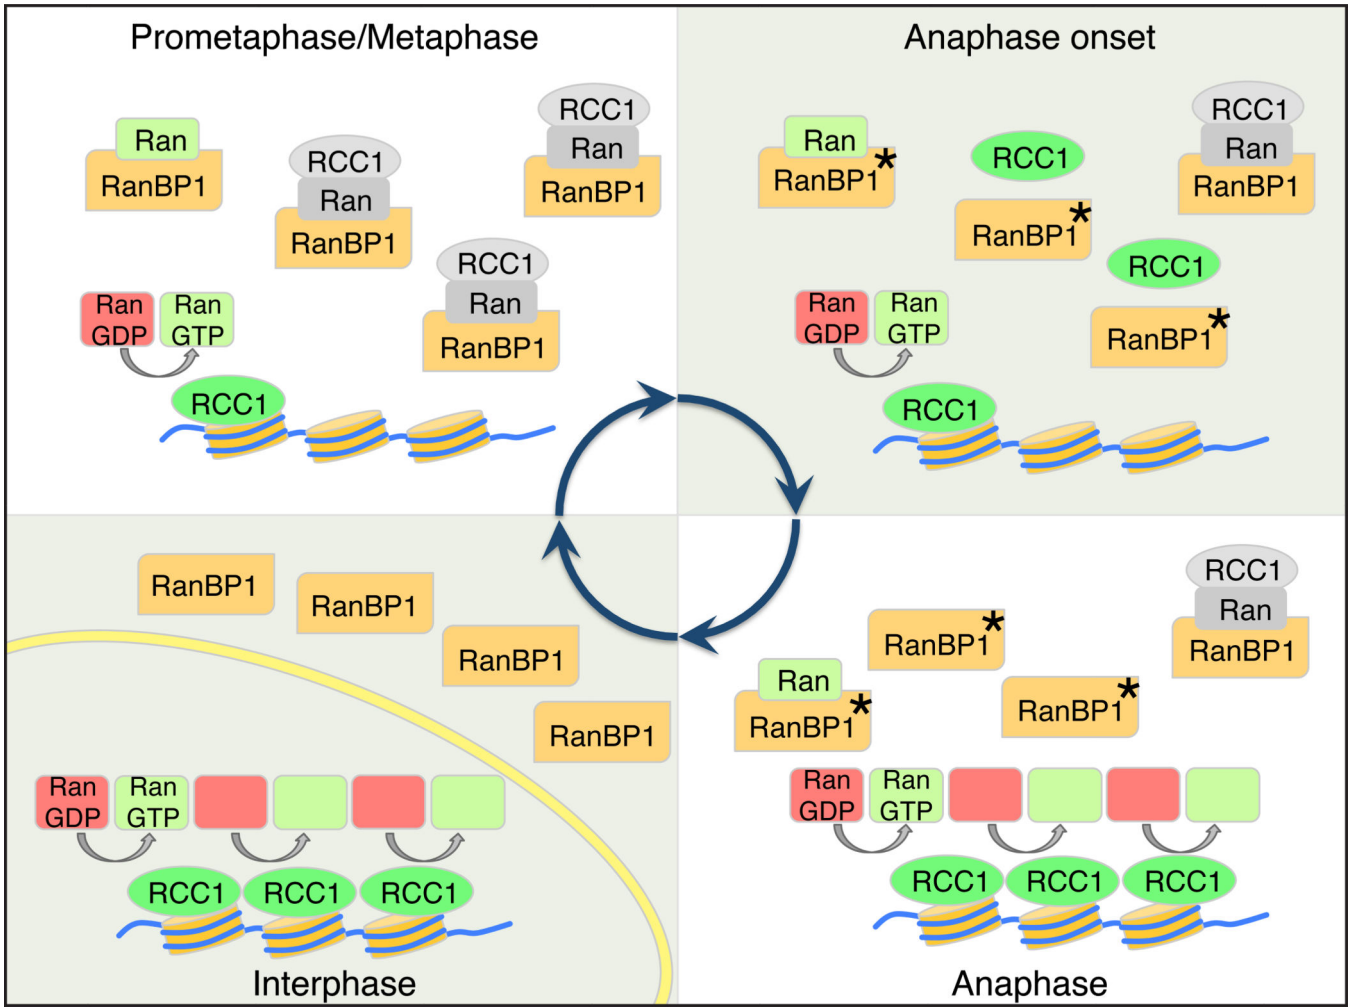 Prometaphase/Metaphase
Ran
RanBP1
RCC1
Ran
RanBP1
RCC1
Ran
RanBP1
RCC1
Ran
RanBP1
Ran
GDP
Ran
GTP
RCC1
Anaphase onset
Ran
RanBP1*
RCC1
RanBP1*
RCC1
RanBP1*
RCC1
Ran
RanBP1
Ran
GDP
Ran
GTP
RCC1
RanBP1
RanBP1
RanBP1
RanBP1
Ran
GDP
Ran
GTP
RCC1
RCC1
RCC1
Interphase
RCC1
Ran
RanBP1
RanBP1*
RanBP1*
Ran
RanBP1*
Ran
GDP
Ran
GTP
RCC1
RCC1
RCC1
Anaphase